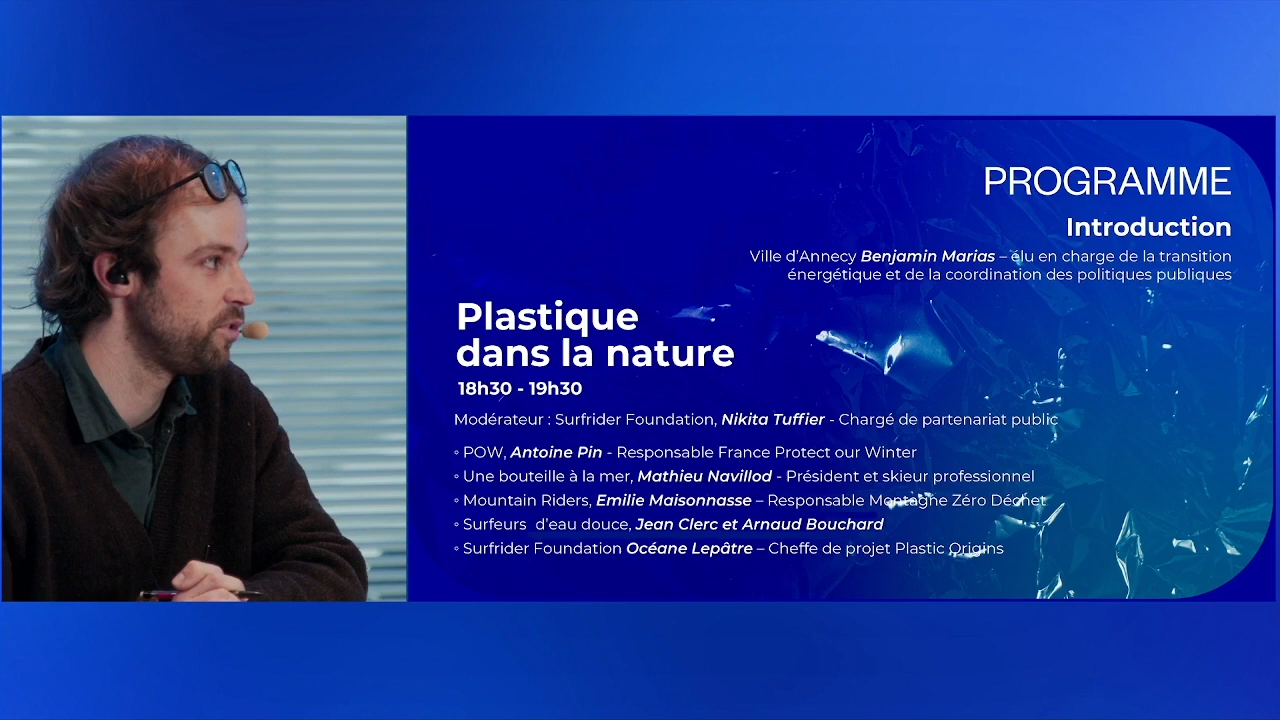 PROGRAMME
Introduction
Ville d'Annecy Benjamin Marias – élu en charge de la transition
énergétique et de la coordination des politiques publiques
Plastique
dans la nature
18h30 - 19h30
Modérateur : Surfrider Foundation, Nikita Tuffier - Chargé de partenariat public
◦ POW, Antoine Pin - Responsable France Protect our Winter
◦ Une bouteille à la mer, Mathieu Navillod - Président et skieur professionnel
◦ Mountain Riders, Emilie Maisonnasse – Responsable Montagne Zéro Déchet
◦ Surfeurs  d'eau douce, Jean Clerc et Arnaud Bouchard
◦ Surfrider Foundation Océane Lepâtre – Cheffe de projet Plastic Origins